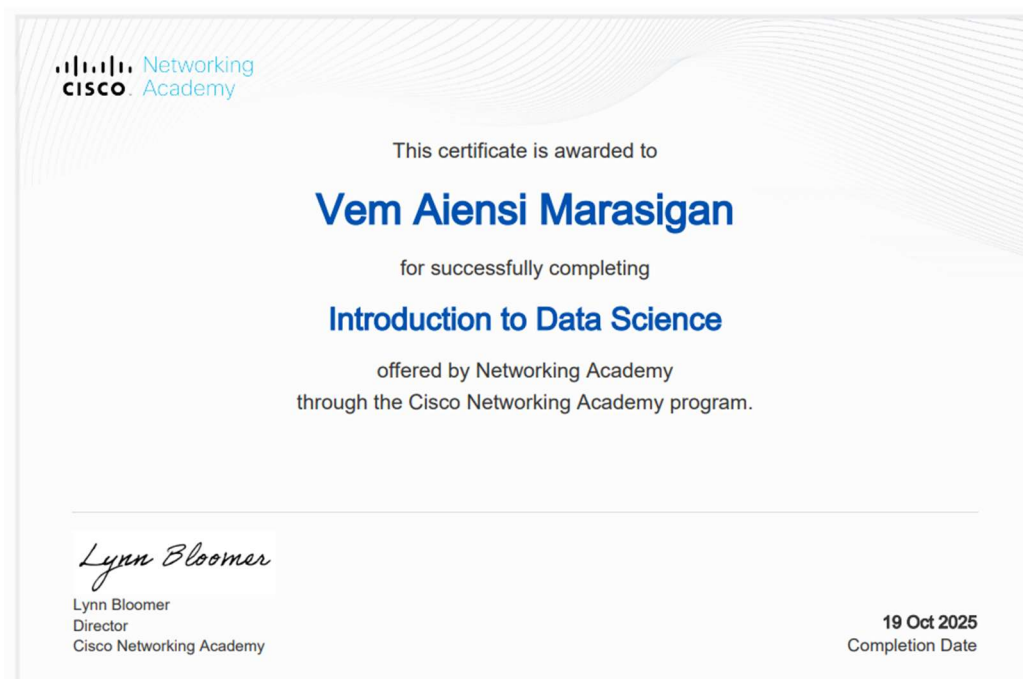 Networking
CISCO. Academy
This certificate is awarded to
Vem Aiensi Marasigan
for successfully completing
Introduction to Data Science
offered by Networking Academy
through the Cisco Networking Academy program.
Lynn Bloomer
Lynn Bloomer
Director
Cisco Networking Academy
19 Oct 2025
Completion Date